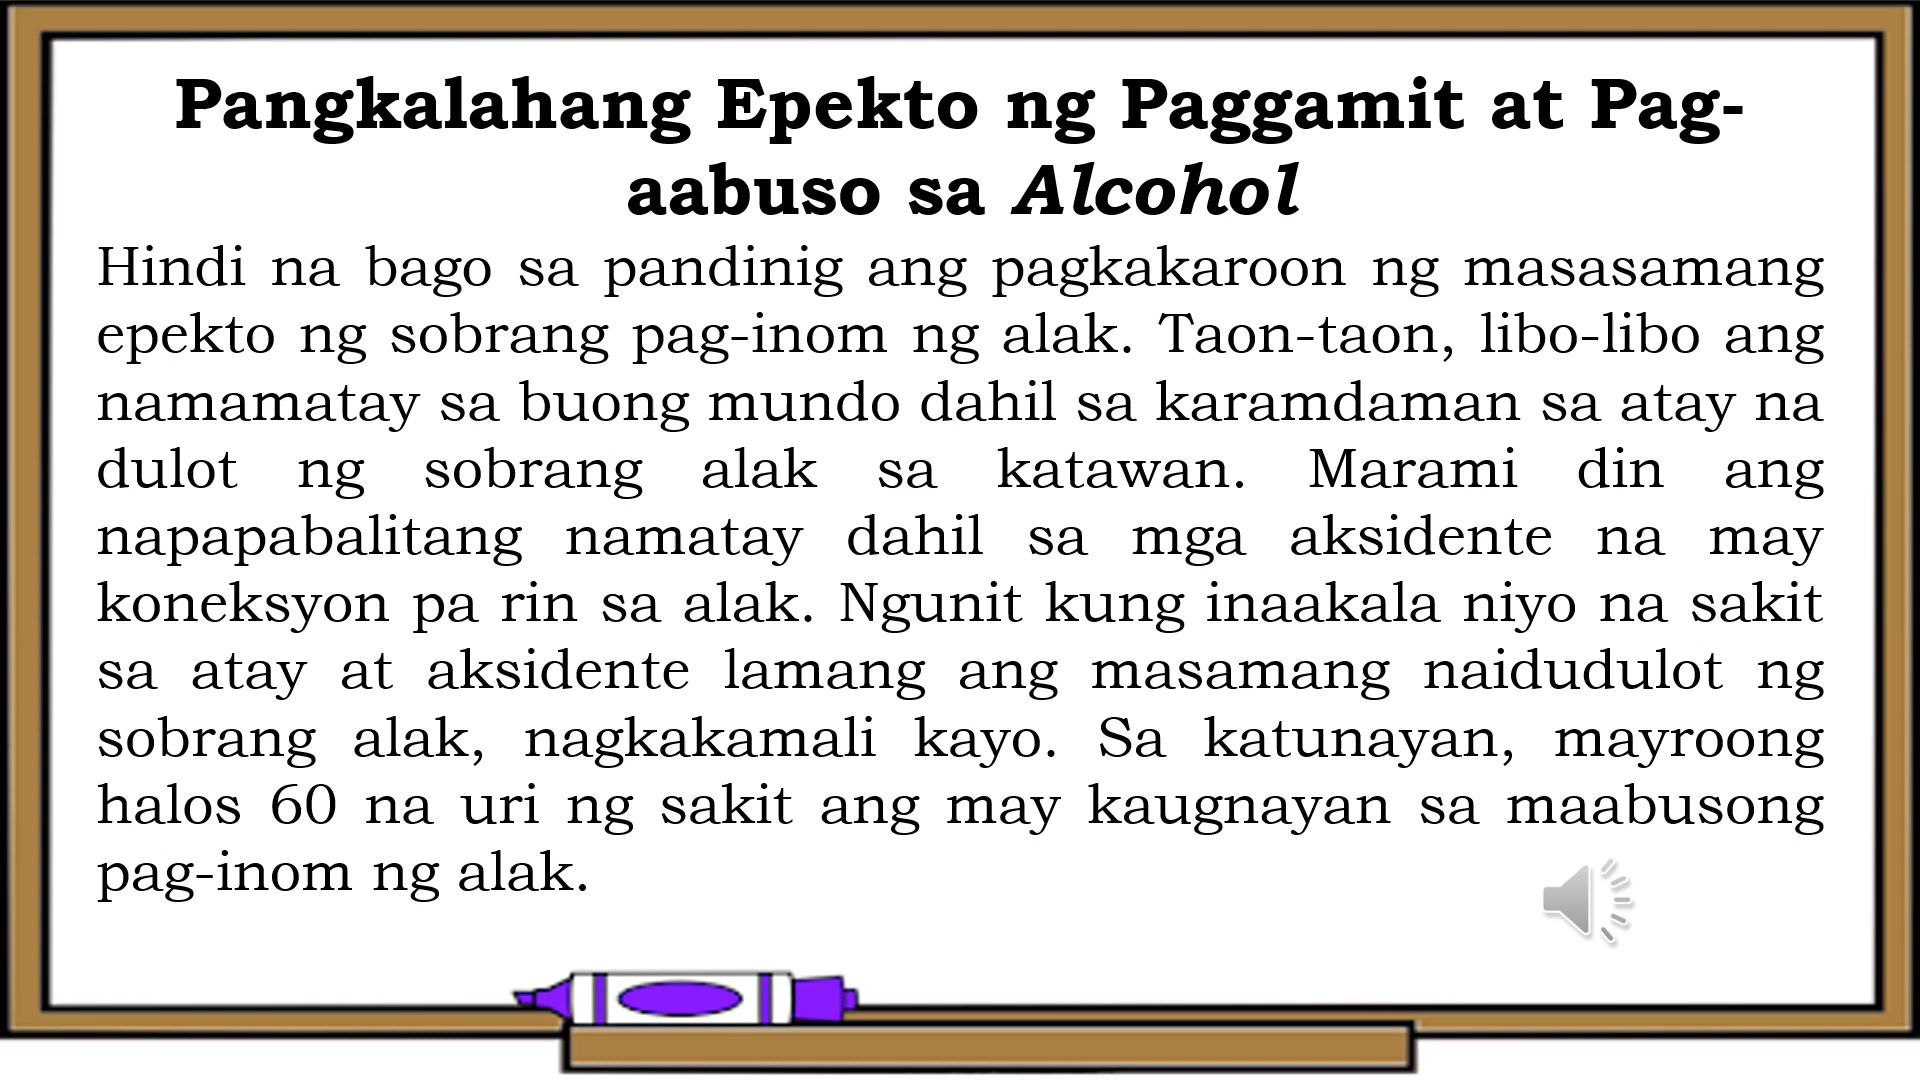 Pangkalahang Epekto ng Paggamit at Pag-
aabuso sa Alcohol
Hindi na bago sa pandinig ang pagkakaroon ng masasamang
epekto ng sobrang pag-inom ng alak. Taon-taon, libo-libo ang
namamatay sa buong mundo dahil sa karamdaman sa atay na
dulot ng sobrang alak sa katawan. Marami din ang
napapabalitang namatay dahil sa mga aksidente na may
koneksyon pa rin sa alak. Ngunit kung inaakala niyo na sakit
sa atay at aksidente lamang ang masamang naidudulot ng
sobrang alak, nagkakamali kayo. Sa katunayan, mayroong
halos 60 na uri ng sakit ang may kaugnayan sa maabusong
pag-inom ng alak.